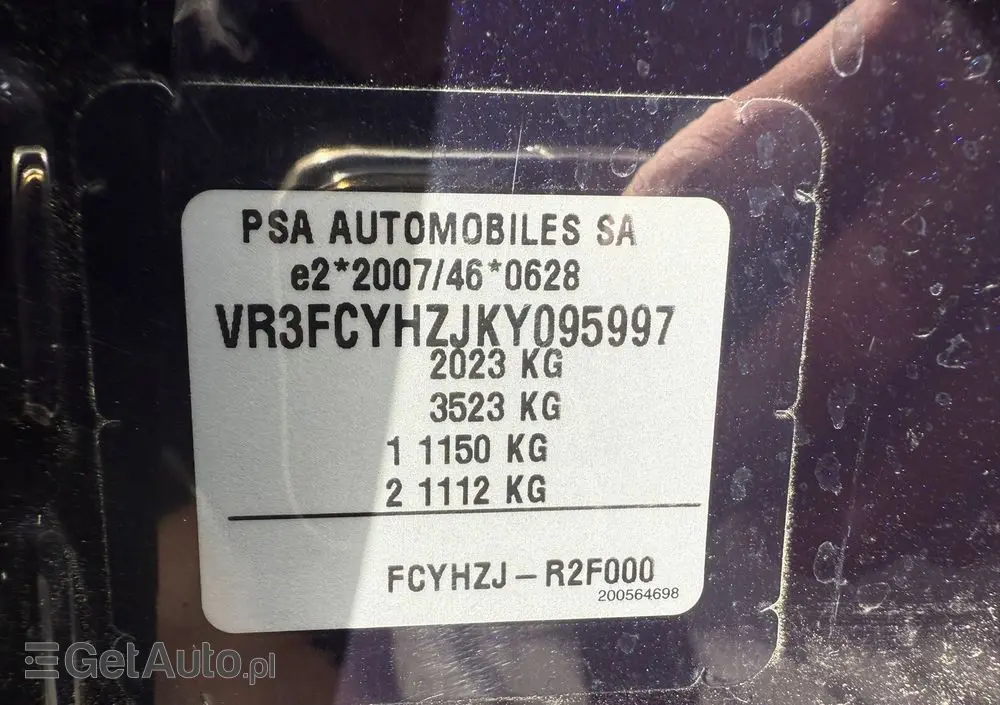 PSA AUTOMOBILES SA
e2*2007/46*0628
VR3FCYHZJKY095997
2023 KG
3523 KG
1 1150 KG
2 1112 KG
FCYHZJ – R2F000
200564698
GetAuto.pl